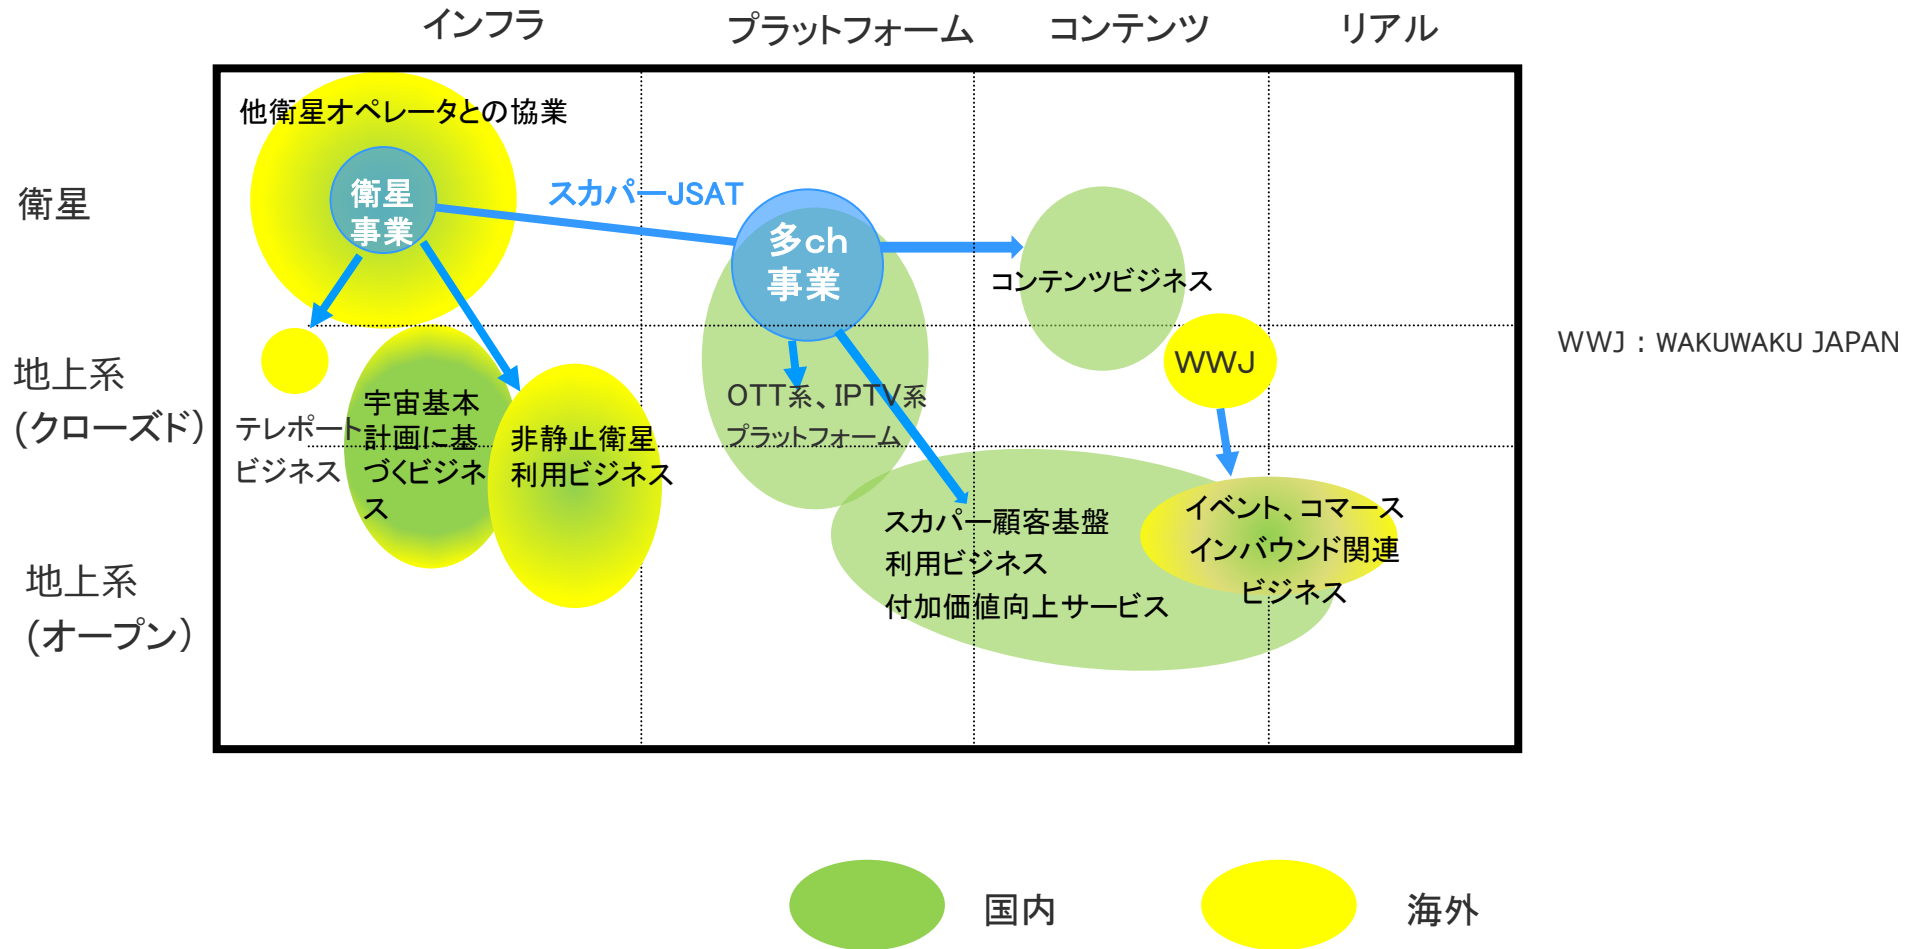 インフラ
プラットフォーム
コンテンツ
リアル
他衛星オペレータとの協業
衛星
衛星
事業
スカパーJSAT
多ch
事業
コンテンツビジネス
WWJ：WAKUWAKU JAPAN
地上系
(クローズド）
WWJ
テレポート
ビジネス
宇宙基本
計画に基
づくビジネ
ス
非静止衛星
利用ビジネス
OTT系、IPTV系
プラットフォーム
地上系
(オープン）
スカパー顧客基盤
利用ビジネス
付加価値向上サービス
イベント、コマース
インバウンド関連
ビジネス
国内
海外